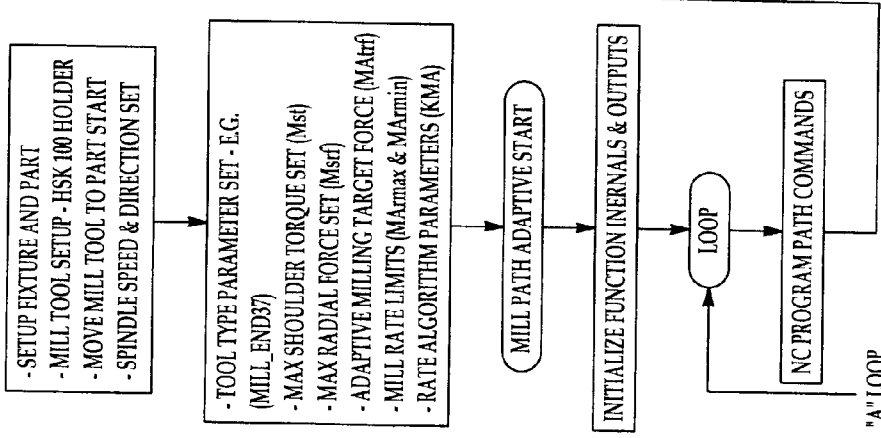 - SETUP FIXTURE AND PART
- MILL TOOL SETUP - HSK 100 HOLDER
- MOVE MILL TOOL TO PART START
- SPINDLE SPEED & DIRECTION SET
- TOOL TYPE PARAMETER SET - E.G.
(MILL_END37)
- MAX SHOULDER TORQUE SET (Mst)
- MAX RADIAL FORCE SET (Msrf)
- ADAPTIVE MILLING TARGET FORCE (MAtrf)
- MILL RATE LIMITS (MArmax & MArmin)
- RATE ALGORITHM PARAMETERS (KMA)
MILL PATH ADAPTIVE START
INITIALIZE FUNCTION INERNALS & OUTPUTS
LOOP
NC PROGRAM PATH COMMANDS
"A" LOOP